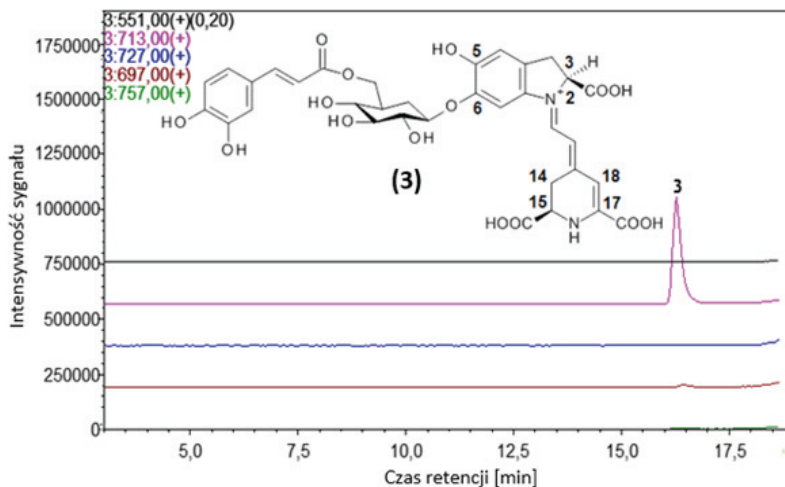 3:551,00(+)(0,20)
3:713,00(+)
3:727,00(+)
3:697,00(+)
3:757,00(+)
1750000
1500000
1250000
1000000
750000
500000
250000
0
Intensywność sygnału
5,0 7,5 10,0 12,5 15,0 17,5
Czas retencji [min]
HO 5 3 H
O
O 6 N+ 2 COOH
HO HO O HO OH
HO OH
(3)
14 18
15 17
HOOC N H COOH
3